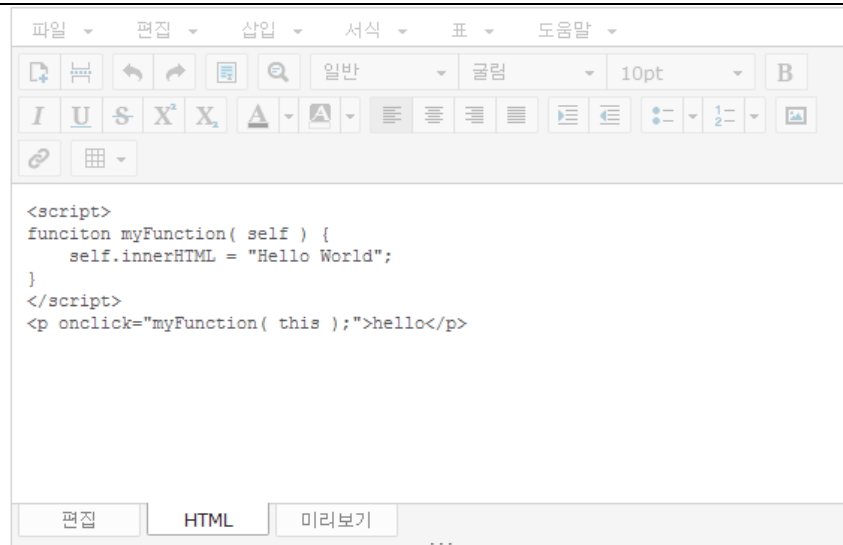 파일 편집 삽입 서식 표 도움말
일반 굴림 10pt B
I U S X² X₂ A A
<script>
funciton myFunction( self ) {
    self.innerHTML = "Hello World";
}
</script>
<p onclick="myFunction( this );">hello</p>
편집 HTML 미리보기